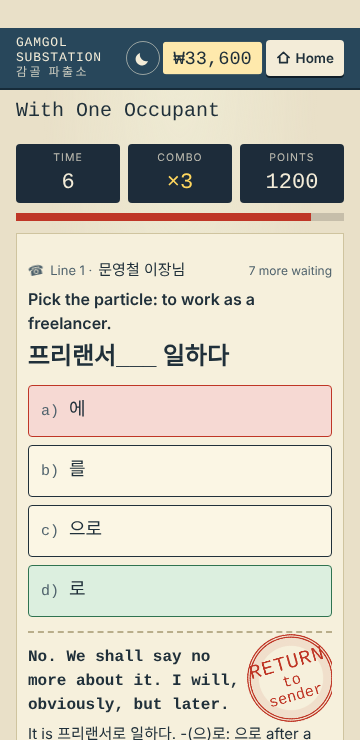 GAMGOL
SUBSTATION
감골 파출소
₩33,600
Home
With One Occupant
TIME
6
COMBO
×3
POINTS
1200
☎ Line 1 · 문영철 이장님
7 more waiting
Pick the particle: to work as a
freelancer.
프리랜서___ 일하다
a) 에
b) 를
c) 으로
d) 로
No. We shall say no
more about it. I will,
obviously, but later.
RETURN
to
sender
It is 프리랜서로 일하다. -(으)로: 으로 after a